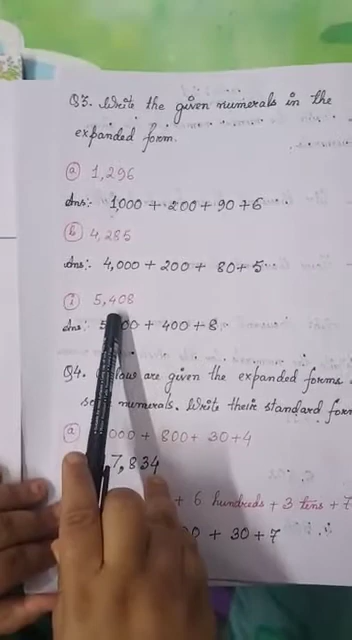 Q3. Write the given numerals in the
expanded form.
a 1,296
Ans:- 1,000 + 200 + 90 + 6
b 4,285
Ans:- 4,000 + 200 + 80 + 5
i 5,408
Ans:- 5 00 + 400 + 8
Q4. are given the expanded forms
numerals. Write their standard form
a 000 + 800 + 30 + 4
7,834
+ 6 hundreds + 3 tens + 7
+ 30 + 7